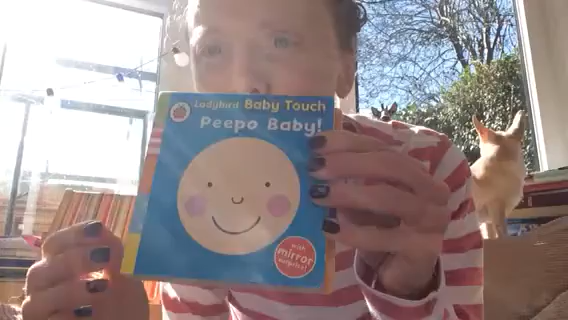 Ladybird Baby Touch
Peepo Baby!
with
mirror
surprise!